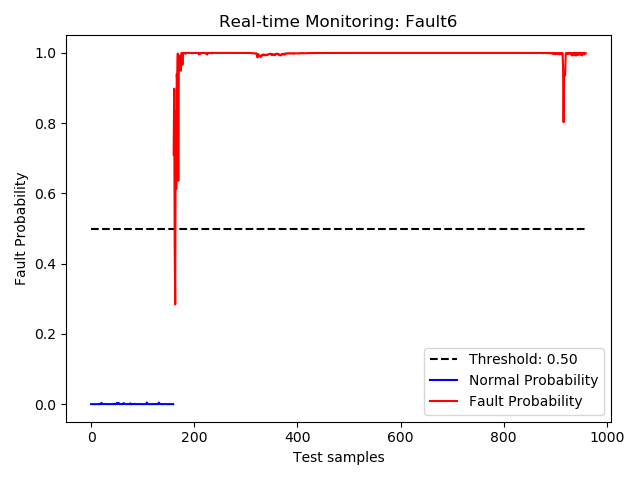 Real-time Monitoring: Fault6
Fault Probability
1.0
0.8
0.6
0.4
0.2
0.0
0
200
400
600
800
1000
Test samples
Threshold: 0.50
Normal Probability
Fault Probability